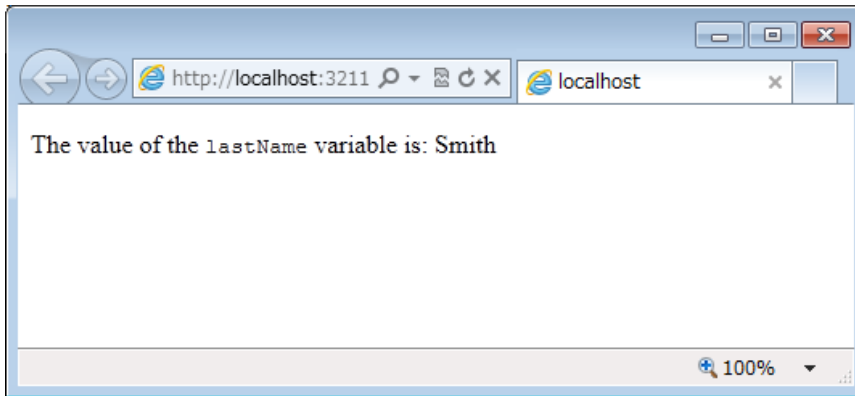 http://localhost:3211
localhost
The value of the lastName variable is: Smith
100%